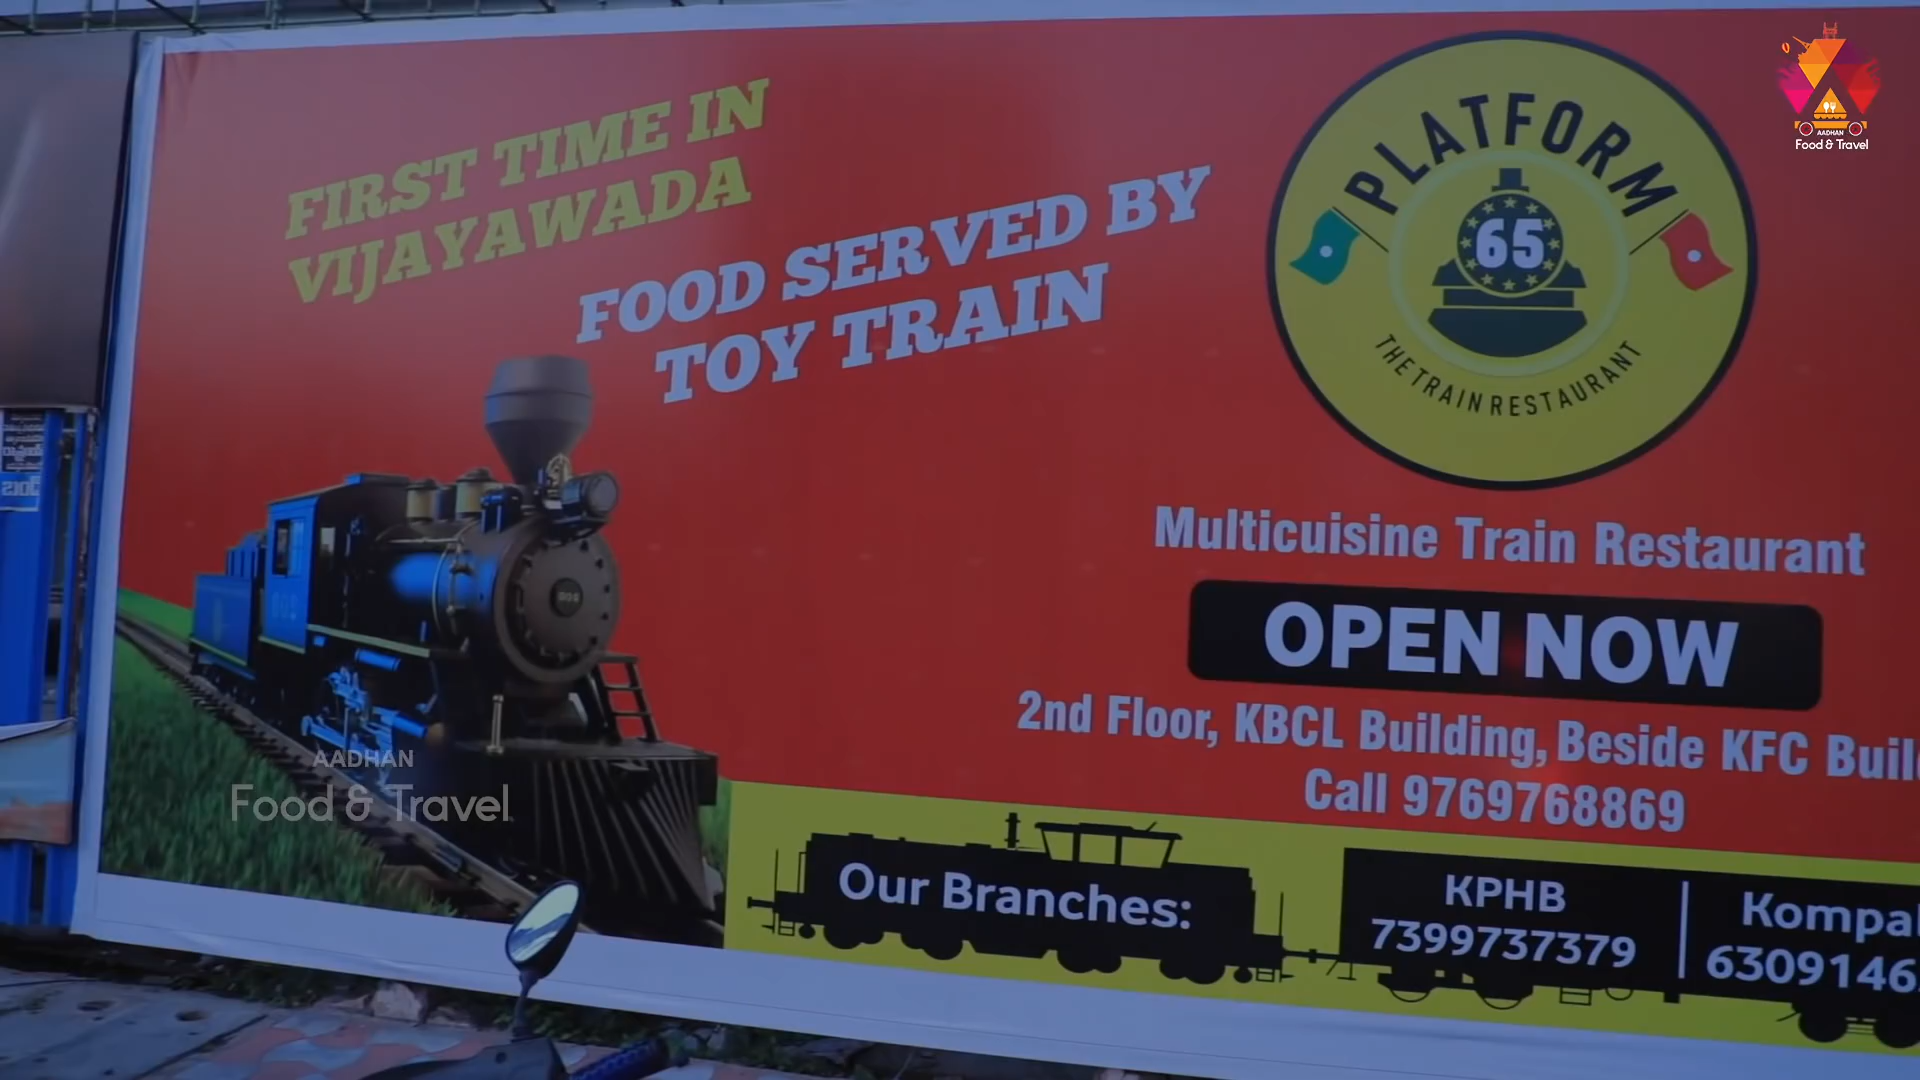 FIRST TIME IN
VIJAYAWADA
FOOD SERVED BY
TOY TRAIN
PLATFORM
65
THE TRAIN RESTAURANT
Multicuisine Train Restaurant
OPEN NOW
2nd Floor, KBCL Building, Beside KFC Buil
Call 9769768869
Our Branches:
KPHB
7399737379
Kompal
6309146
AADHAN
Food & Travel
AADHAN
Food & Travel